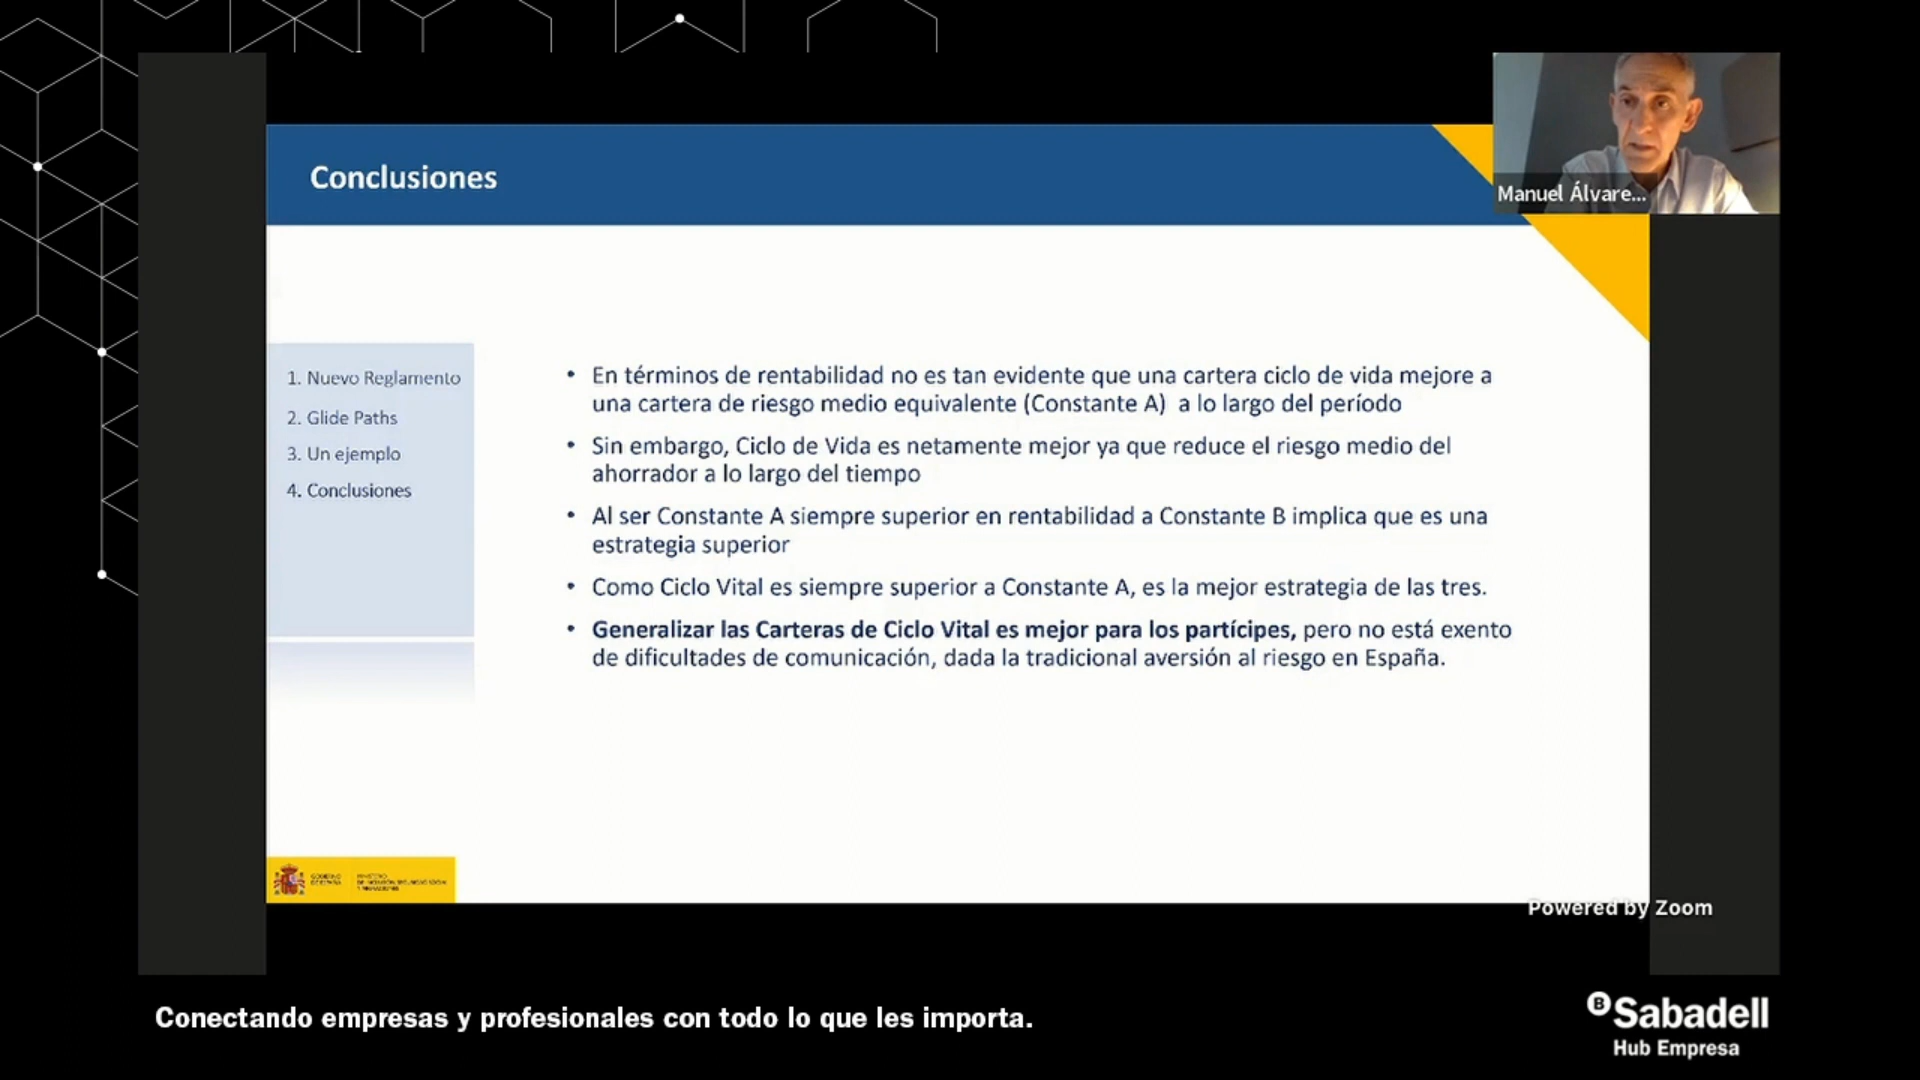 Conclusiones
Manuel Álvare...
1. Nuevo Reglamento
2. Glide Paths
3. Un ejemplo
4. Conclusiones
• En términos de rentabilidad no es tan evidente que una cartera ciclo de vida mejore a
una cartera de riesgo medio equivalente (Constante A) a lo largo del período
• Sin embargo, Ciclo de Vida es netamente mejor ya que reduce el riesgo medio del
ahorrador a lo largo del tiempo
• Al ser Constante A siempre superior en rentabilidad a Constante B implica que es una
estrategia superior
• Como Ciclo Vital es siempre superior a Constante A, es la mejor estrategia de las tres.
• Generalizar las Carteras de Ciclo Vital es mejor para los partícipes, pero no está exento
de dificultades de comunicación, dada la tradicional aversión al riesgo en España.
GOBIERNO
DE ESPAÑA
MINISTERIO
Powered by Zoom
Conectando empresas y profesionales con todo lo que les importa.
B Sabadell
Hub Empresa